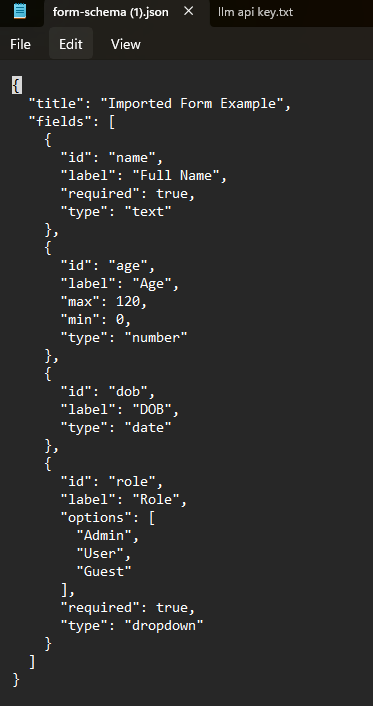 form-schema (1).json
llm api key.txt
File Edit View
{
  "title": "Imported Form Example",
  "fields": [
    {
      "id": "name",
      "label": "Full Name",
      "required": true,
      "type": "text"
    },
    {
      "id": "age",
      "label": "Age",
      "max": 120,
      "min": 0,
      "type": "number"
    },
    {
      "id": "dob",
      "label": "DOB",
      "type": "date"
    },
    {
      "id": "role",
      "label": "Role",
      "options": [
        "Admin",
        "User",
        "Guest"
      ],
      "required": true,
      "type": "dropdown"
    }
  ]
}